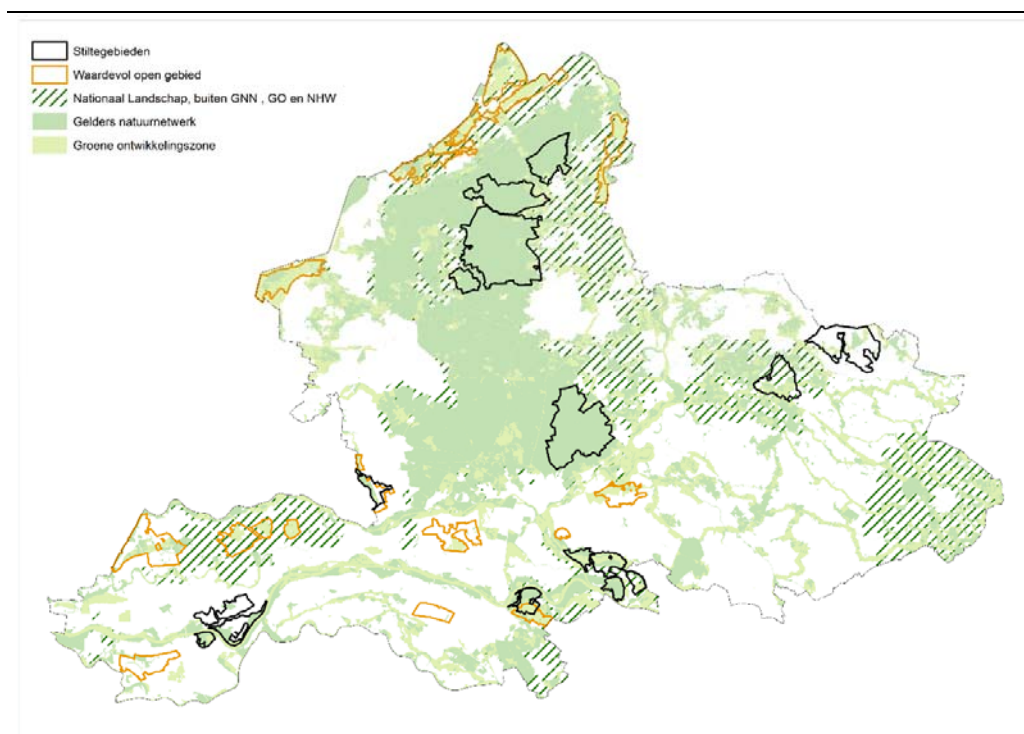 Stiltegebieden
Waardevol open gebied
Nationaal Landschap, buiten GNN , GO en NHW
Gelders natuurnetwerk
Groene ontwikkelingszone